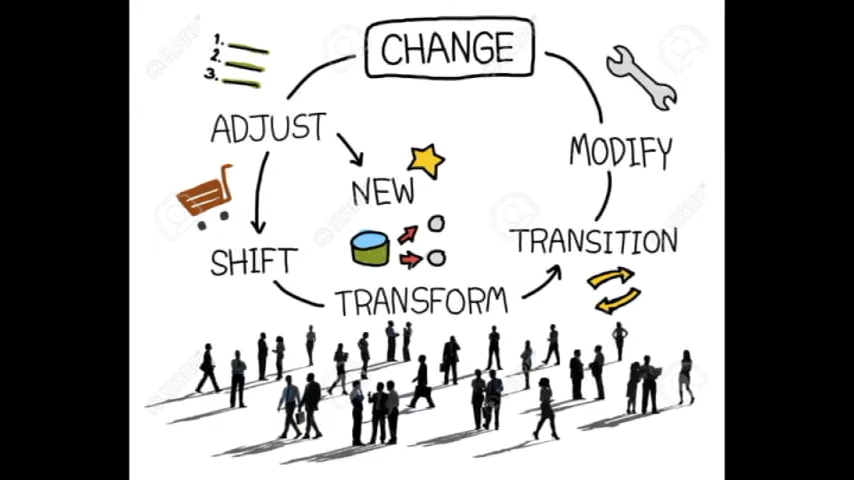 CHANGE
1.
2.
3.
ADJUST
MODIFY
NEW
SHIFT
TRANSITION
TRANSFORM